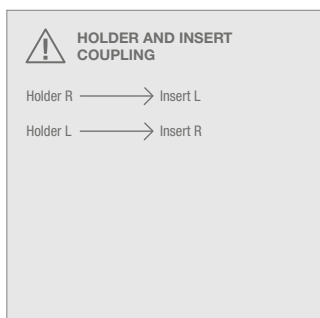 HOLDER AND INSERT
COUPLING
Holder R Insert L
Holder L Insert R